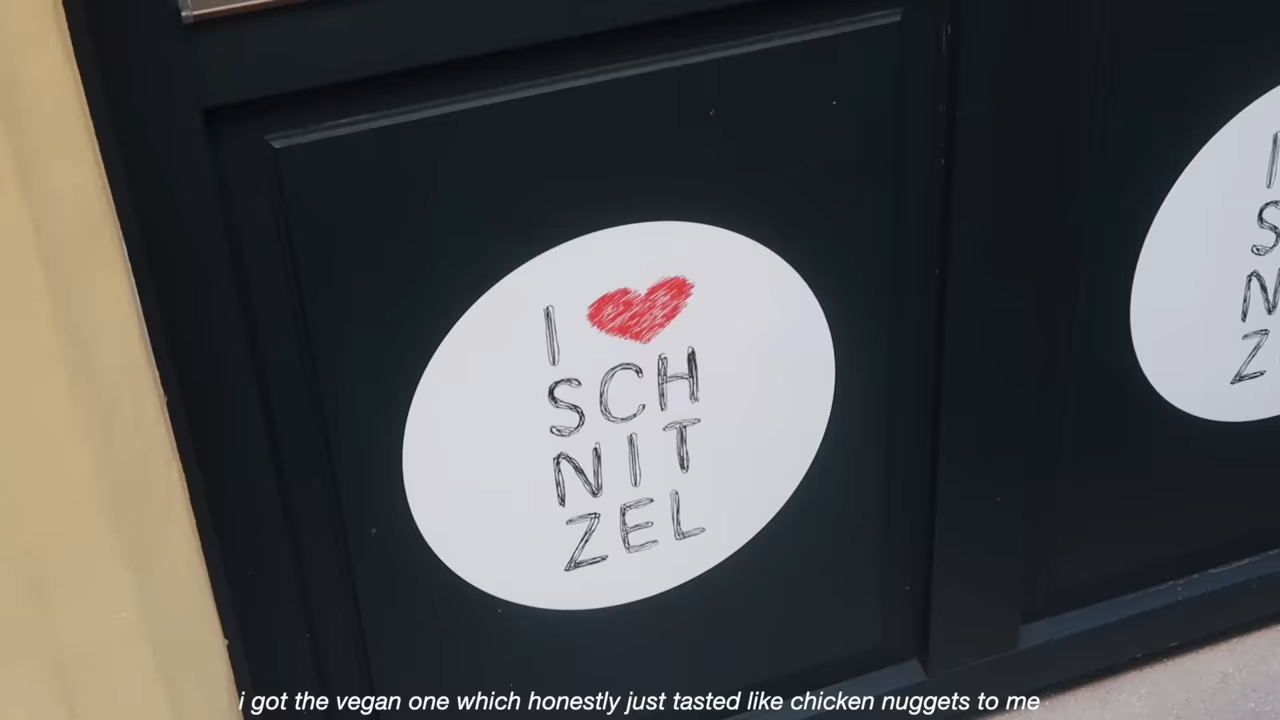 I ❤
SCH
NIT
ZEL
I
S
N
Z
i got the vegan one which honestly just tasted like chicken nuggets to me